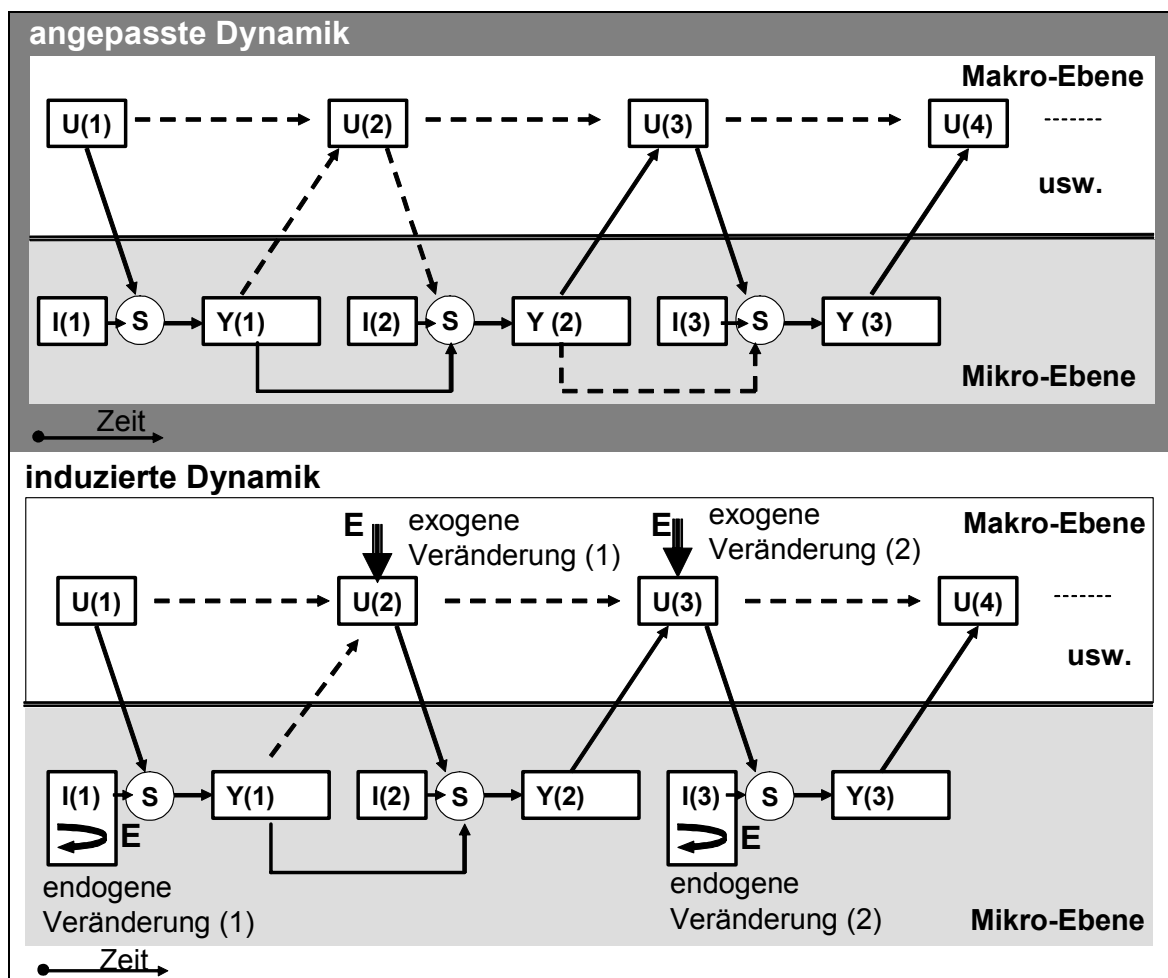 angepasste Dynamik
Makro-Ebene
U(1) U(2) U(3) U(4)
usw.
I(1) S Y(1) I(2) S Y (2) I(3) S Y (3)
Mikro-Ebene
Zeit
induzierte Dynamik
E exogene E exogene Makro-Ebene
Veränderung (1) Veränderung (2)
U(1) U(2) U(3) U(4)
usw.
I(1) S Y(1) I(2) S Y(2) I(3) S Y(3)
E E
endogene endogene
Veränderung (1) Veränderung (2) Mikro-Ebene
Zeit